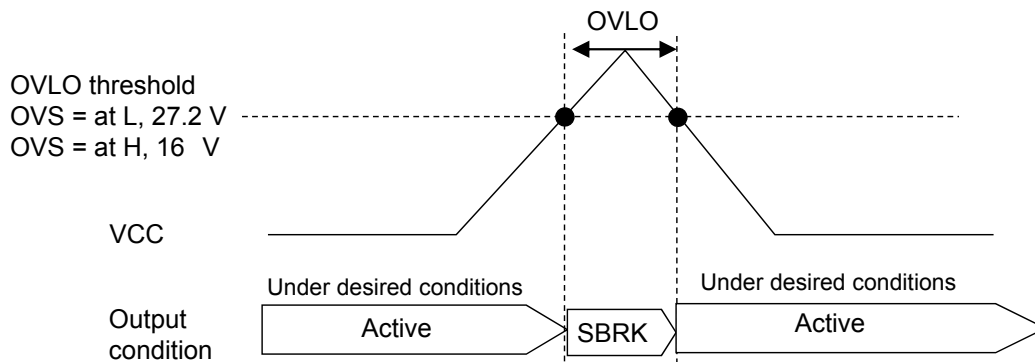 OVLO
OVLO threshold
OVS = at L, 27.2 V
OVS = at H, 16 V
VCC
Under desired conditions
Under desired conditions
Output
condition
Active
SBRK
Active